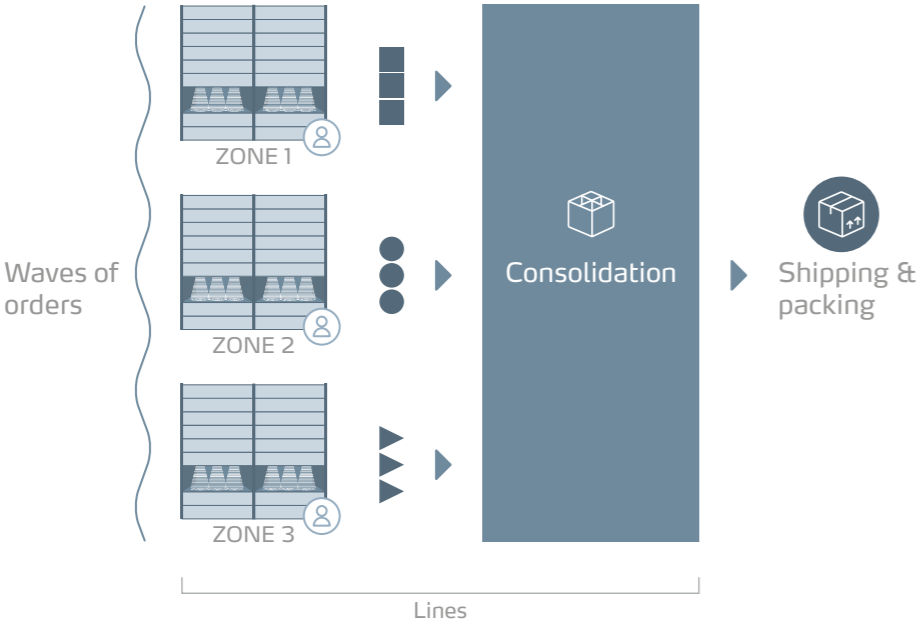 ZONE 1
Waves of
orders
Consolidation
Shipping &
packing
ZONE 2
ZONE 3
Lines